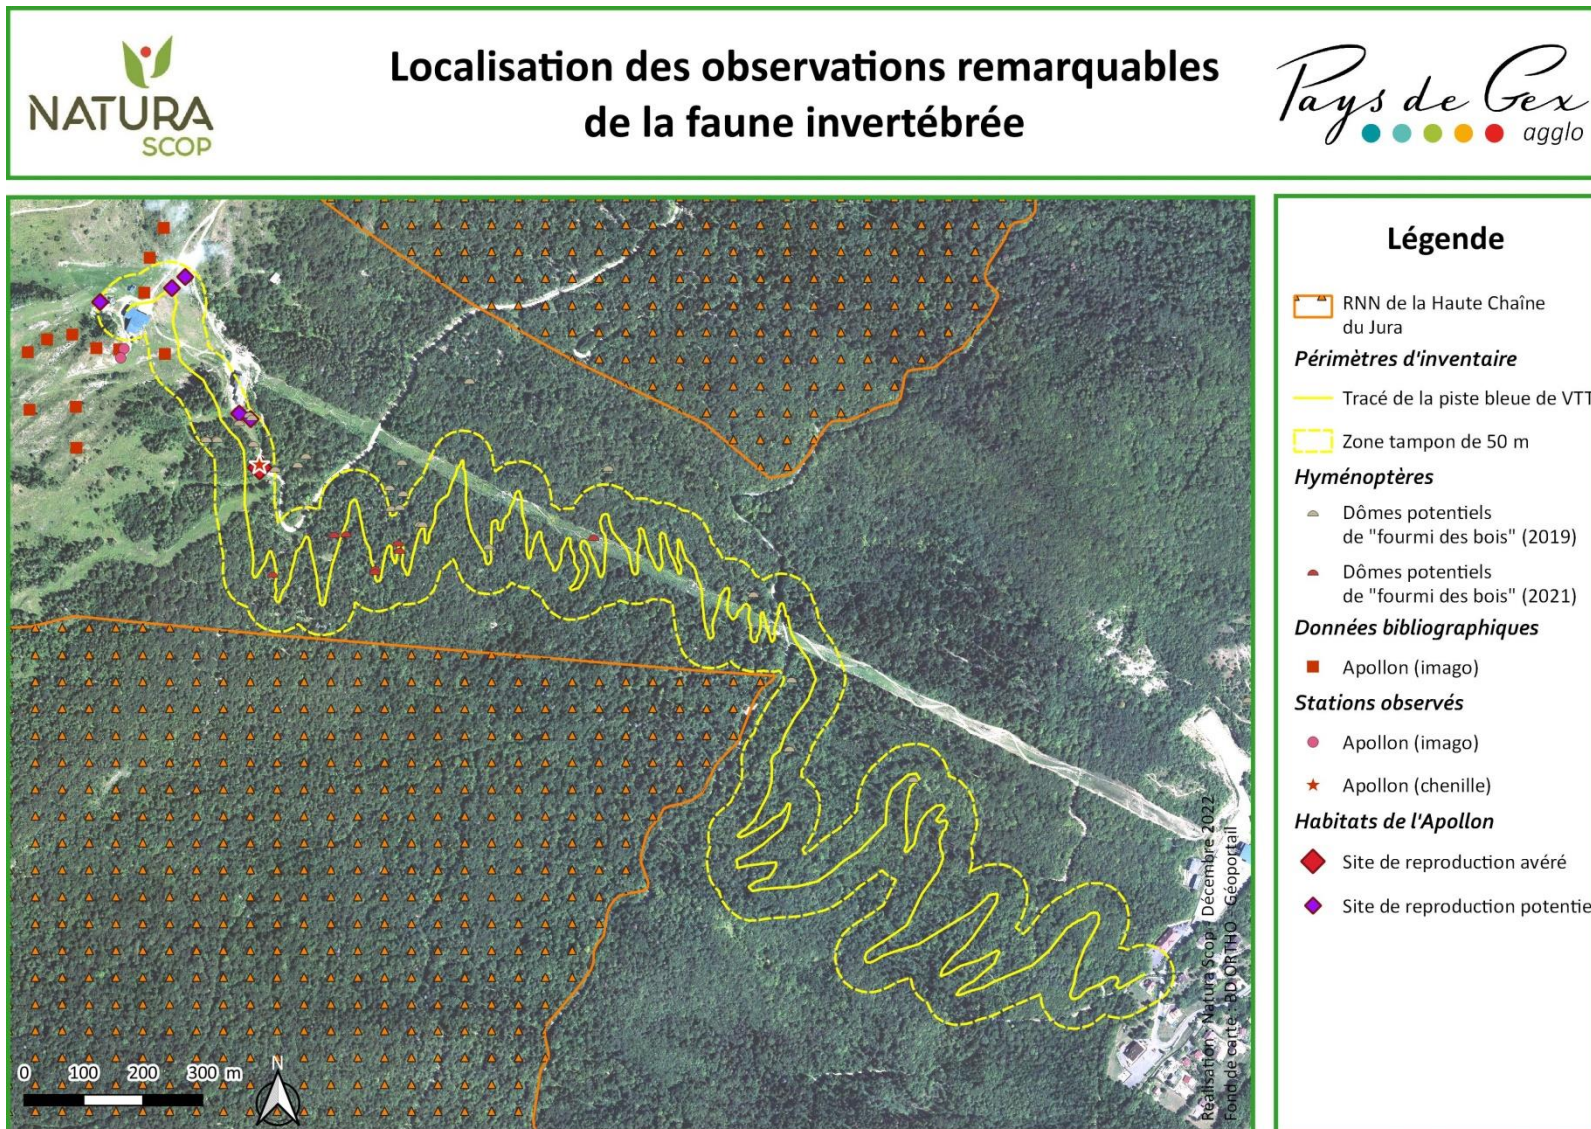 NATURA
SCOP
Localisation des observations remarquables
de la faune invertébrée
Pays de Gex
agglo
Légende
RNN de la Haute Chaîne
du Jura
Périmètres d'inventaire
Tracé de la piste bleue de VTT
Zone tampon de 50 m
Hyménoptères
Dômes potentiels
de "fourmi des bois" (2019)
Dômes potentiels
de "fourmi des bois" (2021)
Données bibliographiques
Apollon (imago)
Stations observés
Apollon (imago)
Apollon (chenille)
Habitats de l'Apollon
Site de reproduction avéré
Site de reproduction potentie
0 100 200 300 m
N
Réalisation : Natura Scop - Décembre 2022
Fond de carte : BD ORTHO - Géoportail